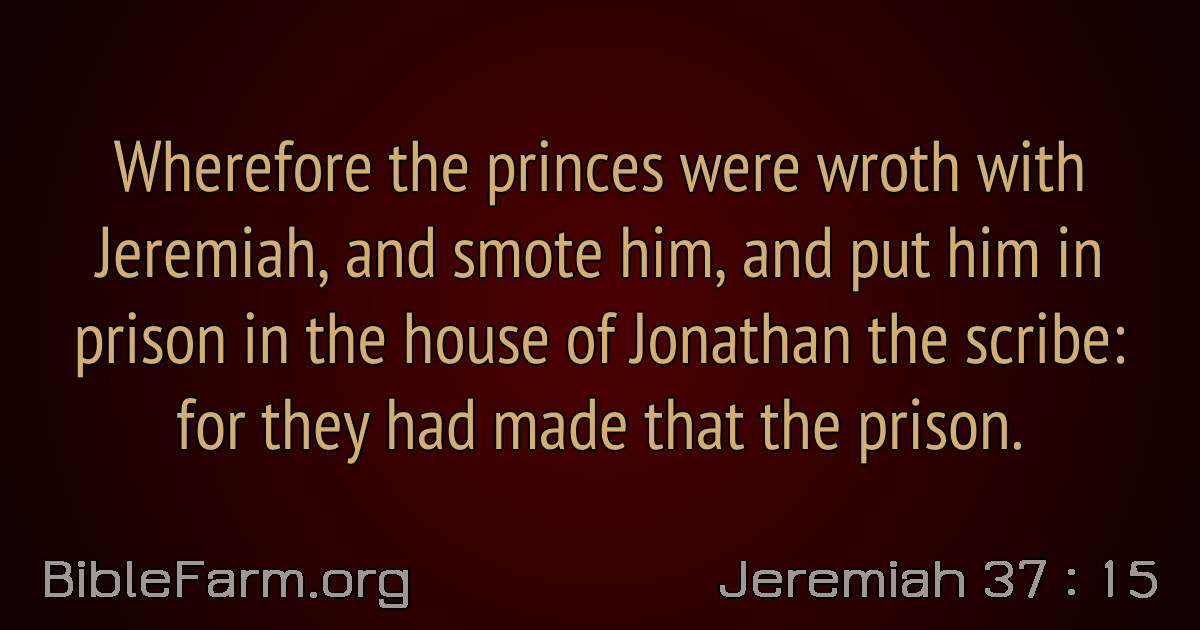 Wherefore the princes were wroth with
Jeremiah, and smote him, and put him in
prison in the house of Jonathan the scribe:
for they had made that the prison.
BibleFarm.org
Jeremiah 37 : 15